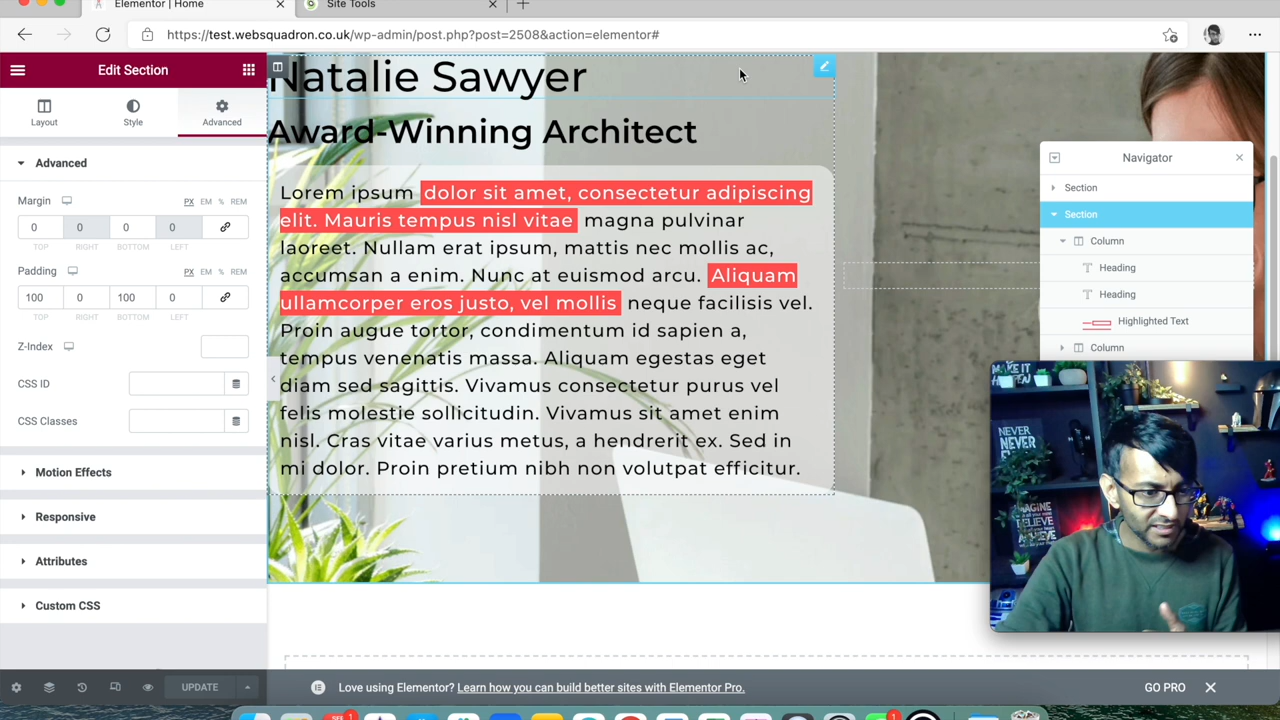 Elementor | Home
Site Tools
https://test.websquadron.co.uk/wp-admin/post.php?post=2508&action=elementor#
Edit Section
Layout
Style
Advanced
Advanced
Margin
PX EM % REM
0 0 0 0
TOP RIGHT BOTTOM LEFT
Padding
PX EM % REM
100 0 100 0
TOP RIGHT BOTTOM LEFT
Z-Index
CSS ID
CSS Classes
Motion Effects
Responsive
Attributes
Custom CSS
UPDATE
Natalie Sawyer
Award-Winning Architect
Lorem ipsum dolor sit amet, consectetur adipiscing
elit. Mauris tempus nisl vitae magna pulvinar
laoreet. Nullam erat ipsum, mattis nec mollis ac,
accumsan a enim. Nunc at euismod arcu. Aliquam
ullamcorper eros justo, vel mollis neque facilisis vel.
Proin augue tortor, condimentum id sapien a,
tempus venenatis massa. Aliquam egestas eget
diam sed sagittis. Vivamus consectetur purus vel
felis molestie sollicitudin. Vivamus sit amet enim
nisl. Cras vitae varius metus, a hendrerit ex. Sed in
mi dolor. Proin pretium nibh non volutpat efficitur.
Navigator
Section
Section
Column
Heading
Heading
Highlighted Text
Column
MAKE IT
HAPPEN
NEVER
NEVER
IMAGINE
BELIEVE
ACHIEVE
Love using Elementor? Learn how you can build better sites with Elementor Pro.
GO PRO
1
1